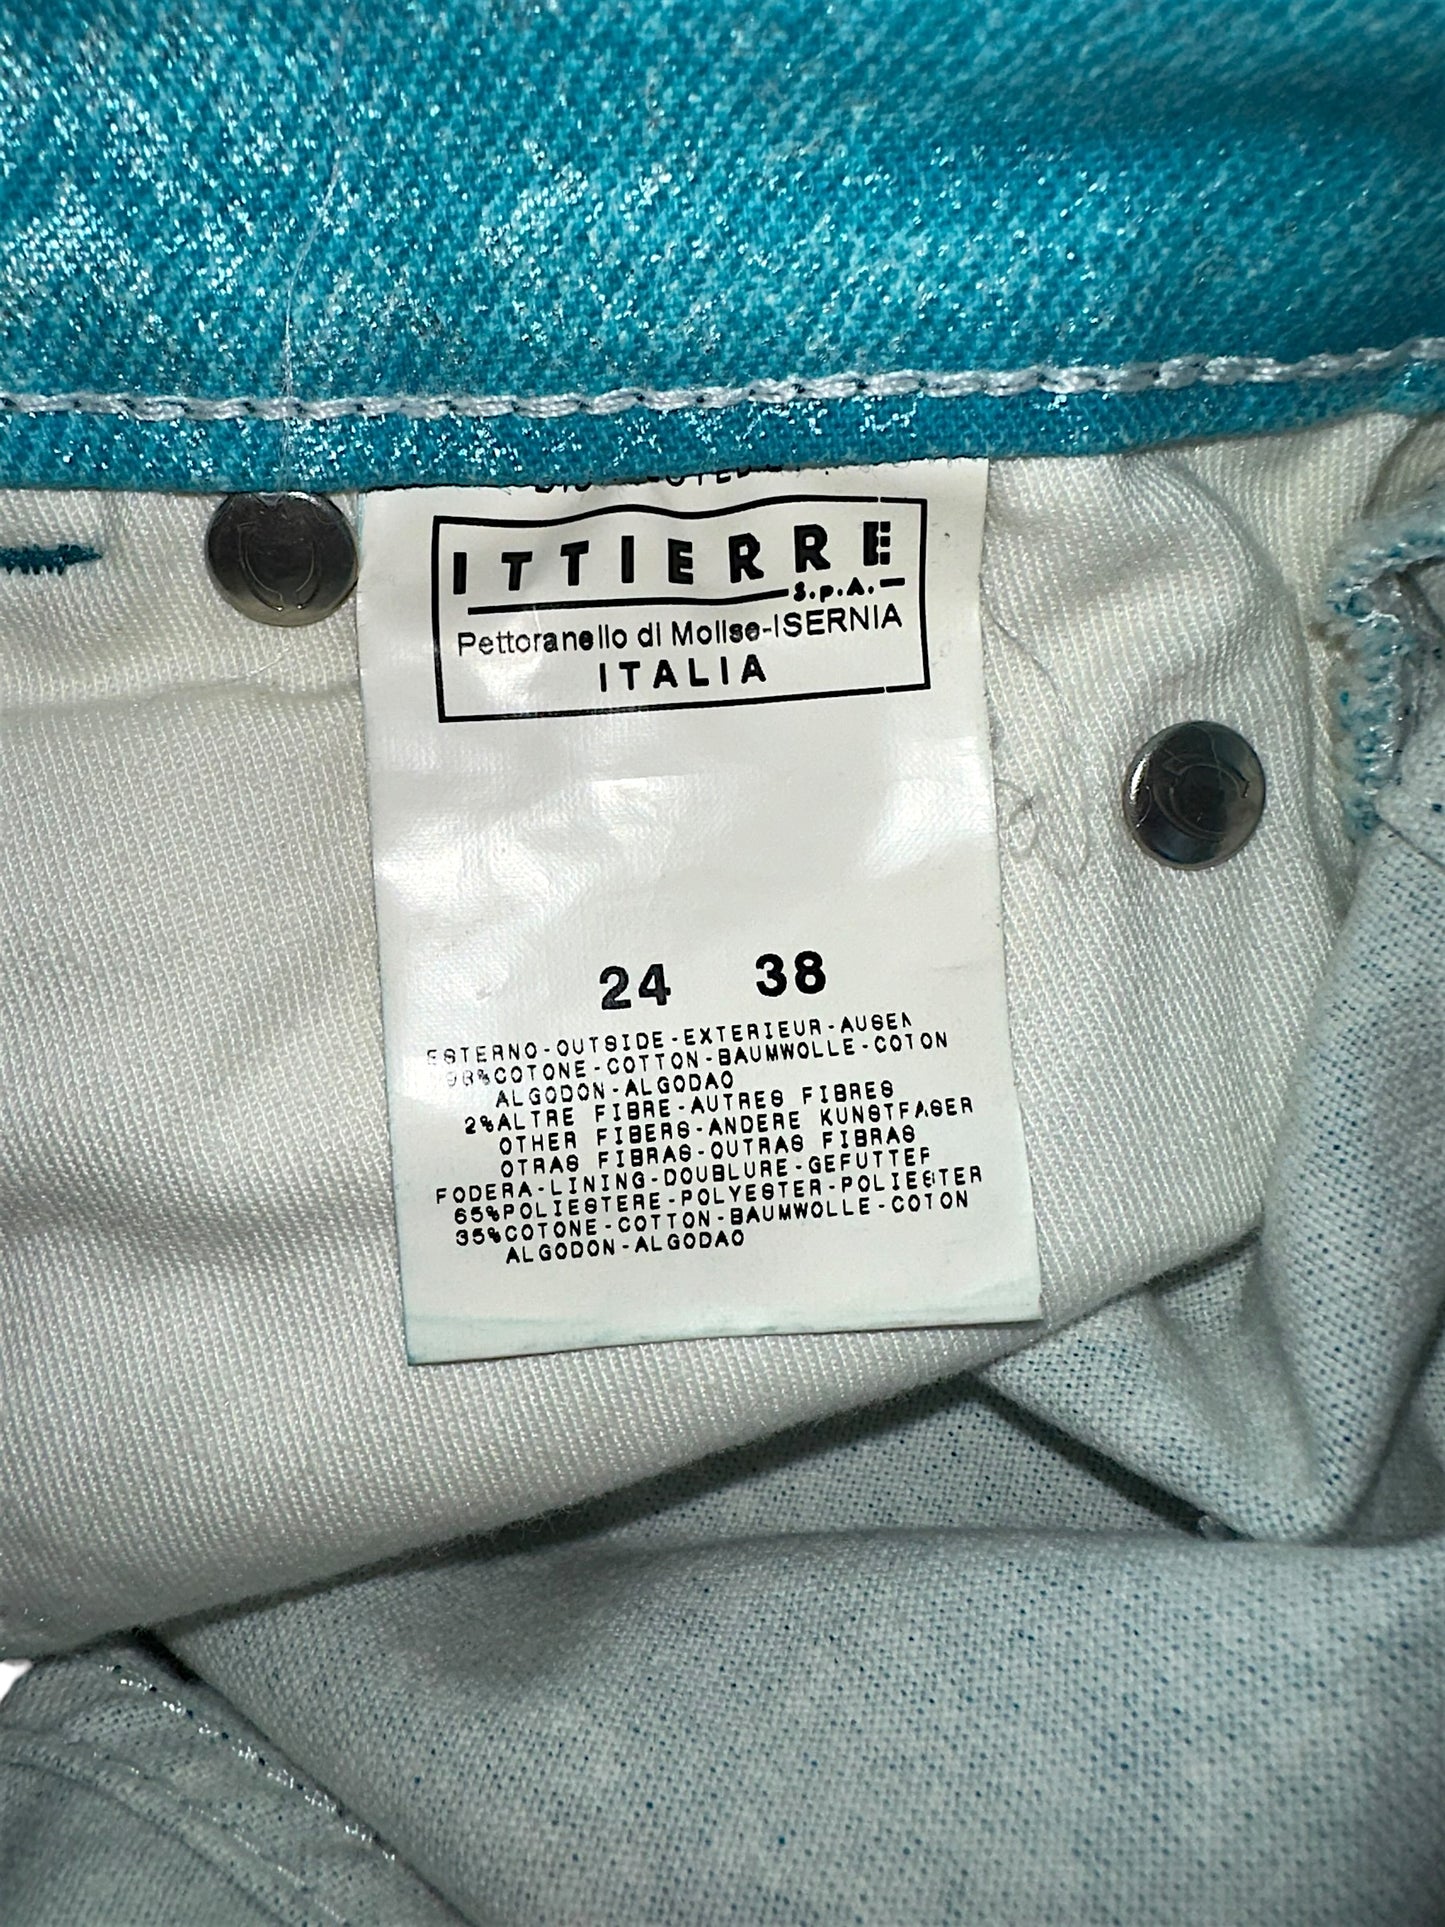 ITTIERRE
S.p.A.
Pettoranello di Molise-ISERNIA
ITALIA
24 38
ESTERNO-OUTSIDE-EXTERIEUR-AUSEN
98%COTONE-COTTON-BAUMWOLLE-COTON
ALGODON-ALGODAO
2%ALTRE FIBRE-AUTRES FIBRES
OTHER FIBERS-ANDERE KUNSTFASER
OTRAS FIBRAS-OUTRAS FIBRAS
FODERA-LINING-DOUBLURE-GEFUTTER
65%POLIESTERE-POLYESTER-POLIESTER
35%COTONE-COTTON-BAUMWOLLE-COTON
ALGODON-ALGODAO